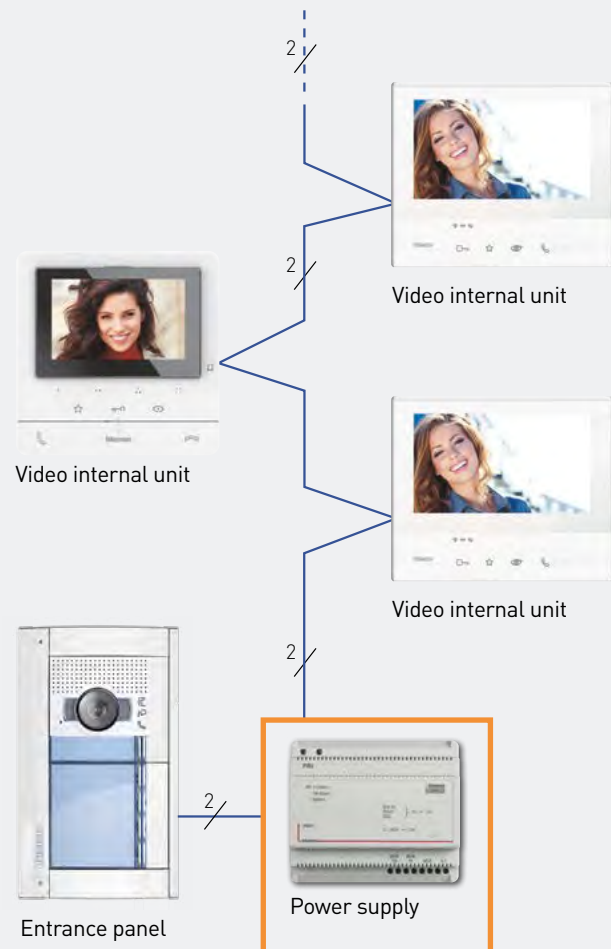 2
Video internal unit
2
Video internal unit
Video internal unit
2
2
Power supply
Entrance panel